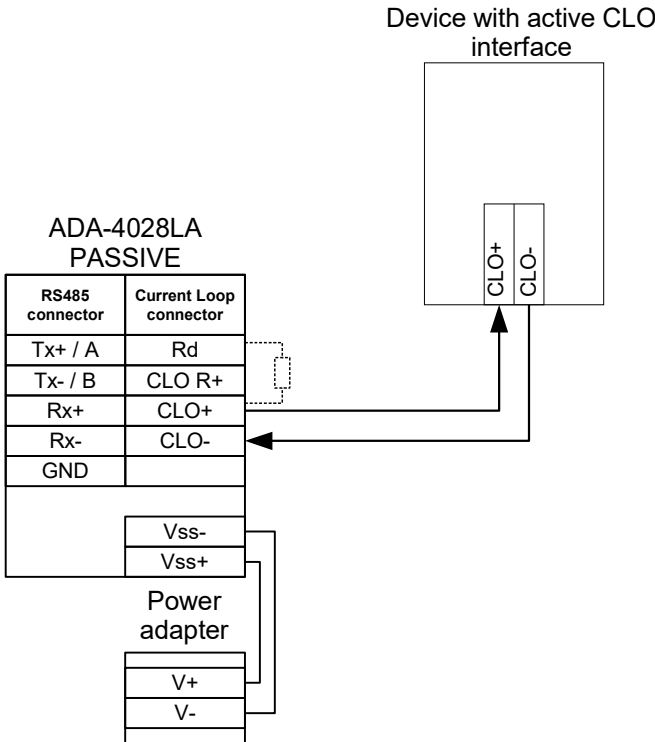 Device with active CLO
interface
CLO+
CLO-
ADA-4028LA
PASSIVE
RS485
connector
Current Loop
connector
Tx+ / A
Rd
Tx- / B
CLO R+
Rx+
CLO+
Rx-
CLO-
GND
Vss-
Vss+
Power
adapter
V+
V-